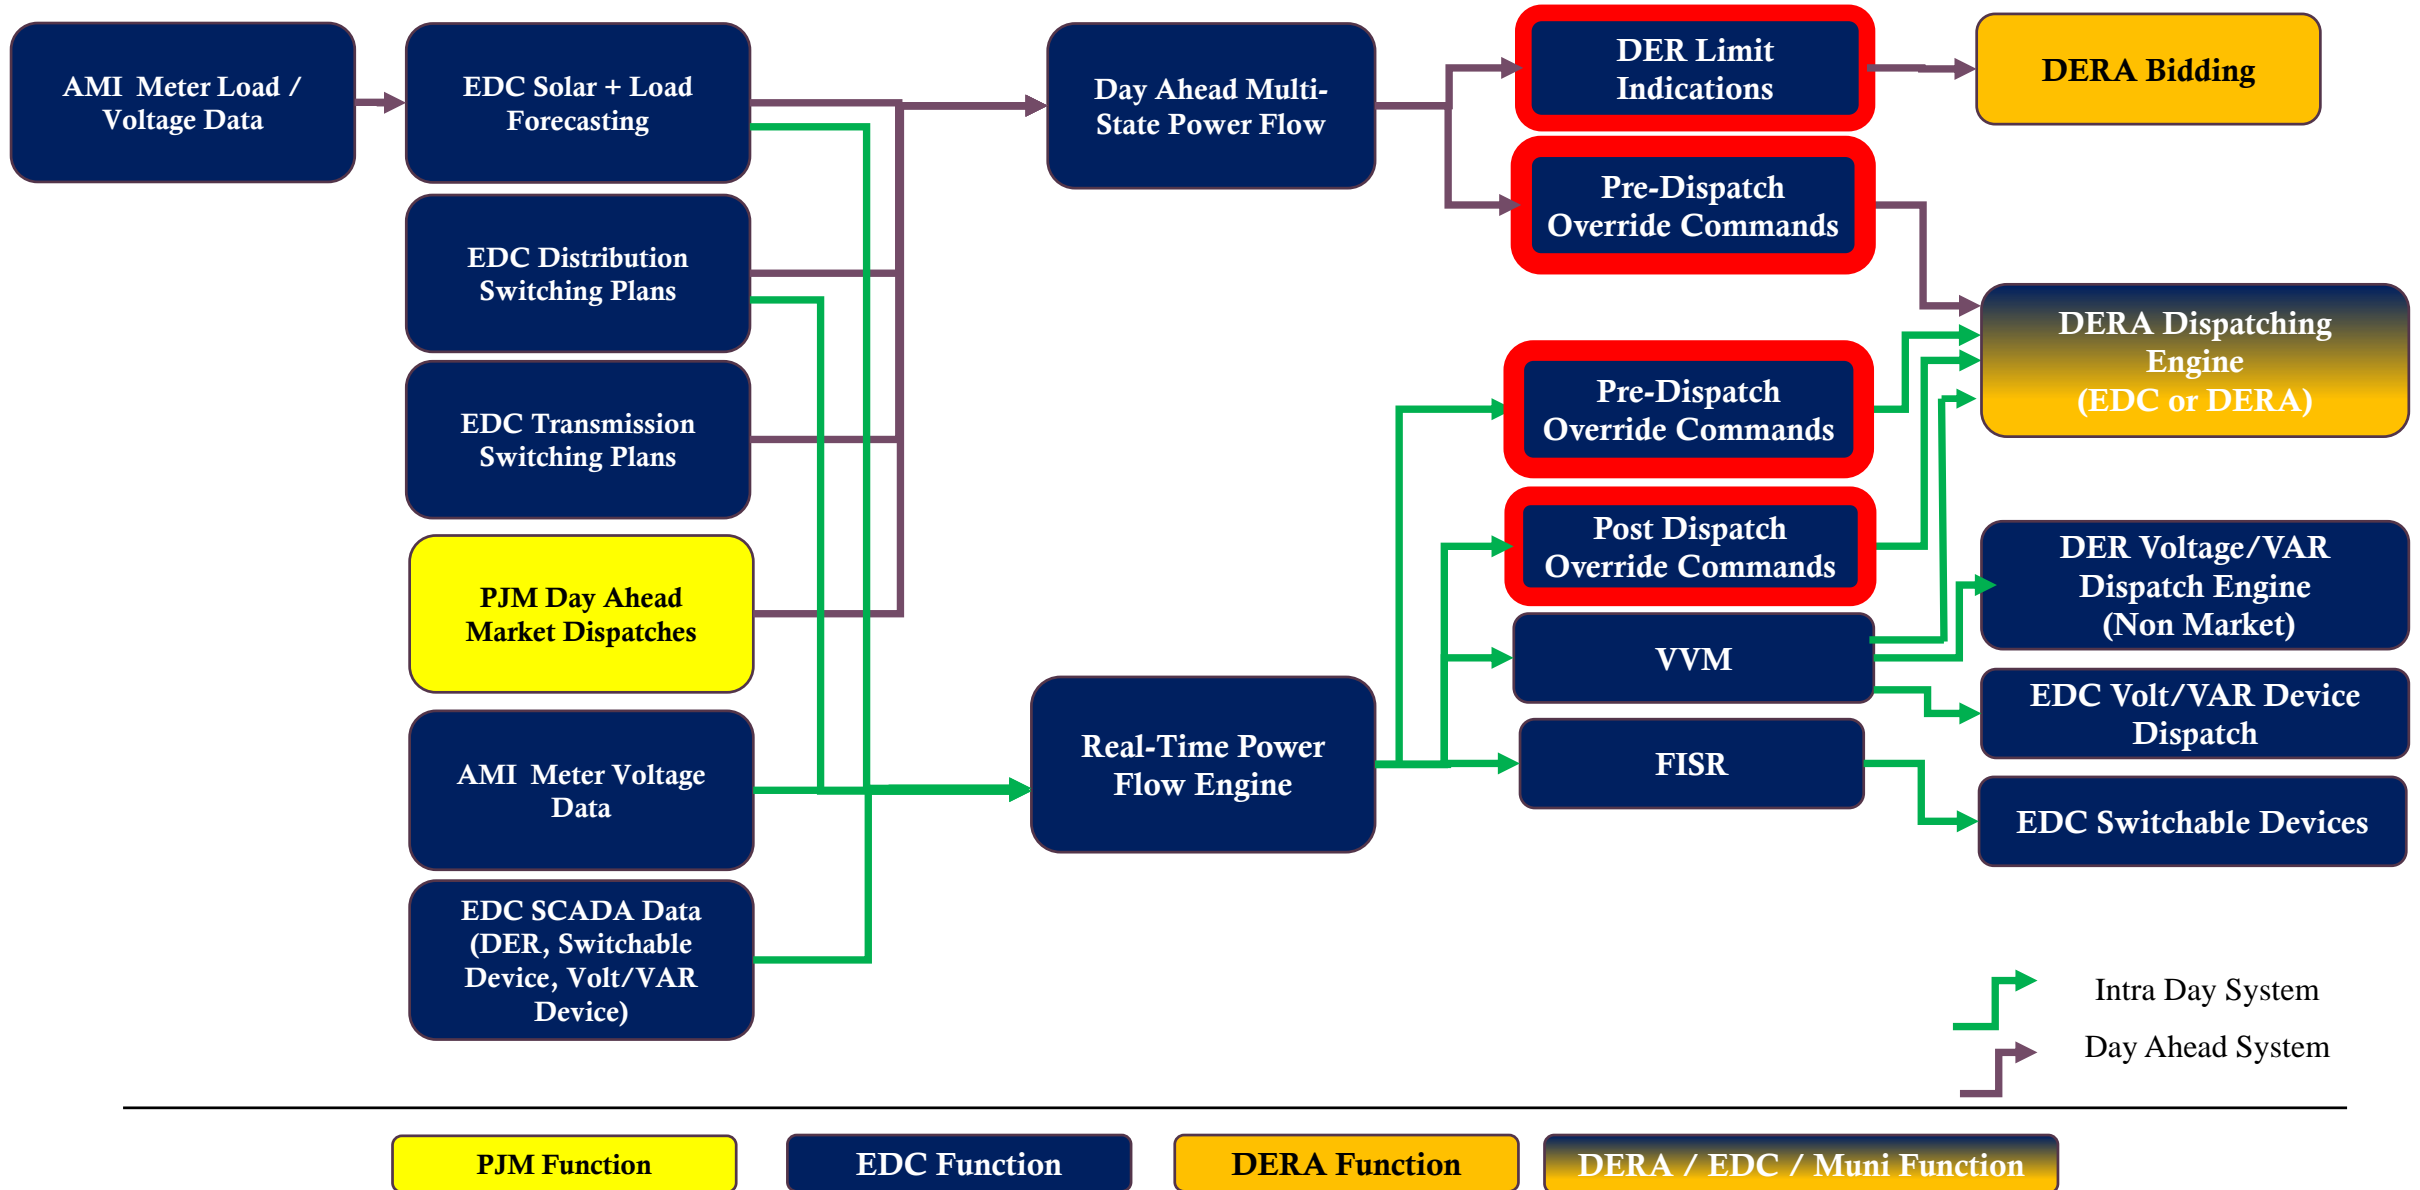 AMI Meter Load /
Voltage Data
EDC Solar + Load
Forecasting
EDC Distribution
Switching Plans
EDC Transmission
Switching Plans
PJM Day Ahead
Market Dispatches
AMI Meter Voltage
Data
EDC SCADA Data
(DER, Switchable
Device, Volt/VAR
Device)
Day Ahead Multi-
State Power Flow
Real-Time Power
Flow Engine
DER Limit
Indications
Pre-Dispatch
Override Commands
Pre-Dispatch
Override Commands
Post Dispatch
Override Commands
VVM
FISR
DERA Bidding
DERA Dispatching
Engine
(EDC or DERA)
DER Voltage/VAR
Dispatch Engine
(Non Market)
EDC Volt/VAR Device
Dispatch
EDC Switchable Devices
Intra Day System
Day Ahead System
PJM Function
EDC Function
DERA Function
DERA / EDC / Muni Function